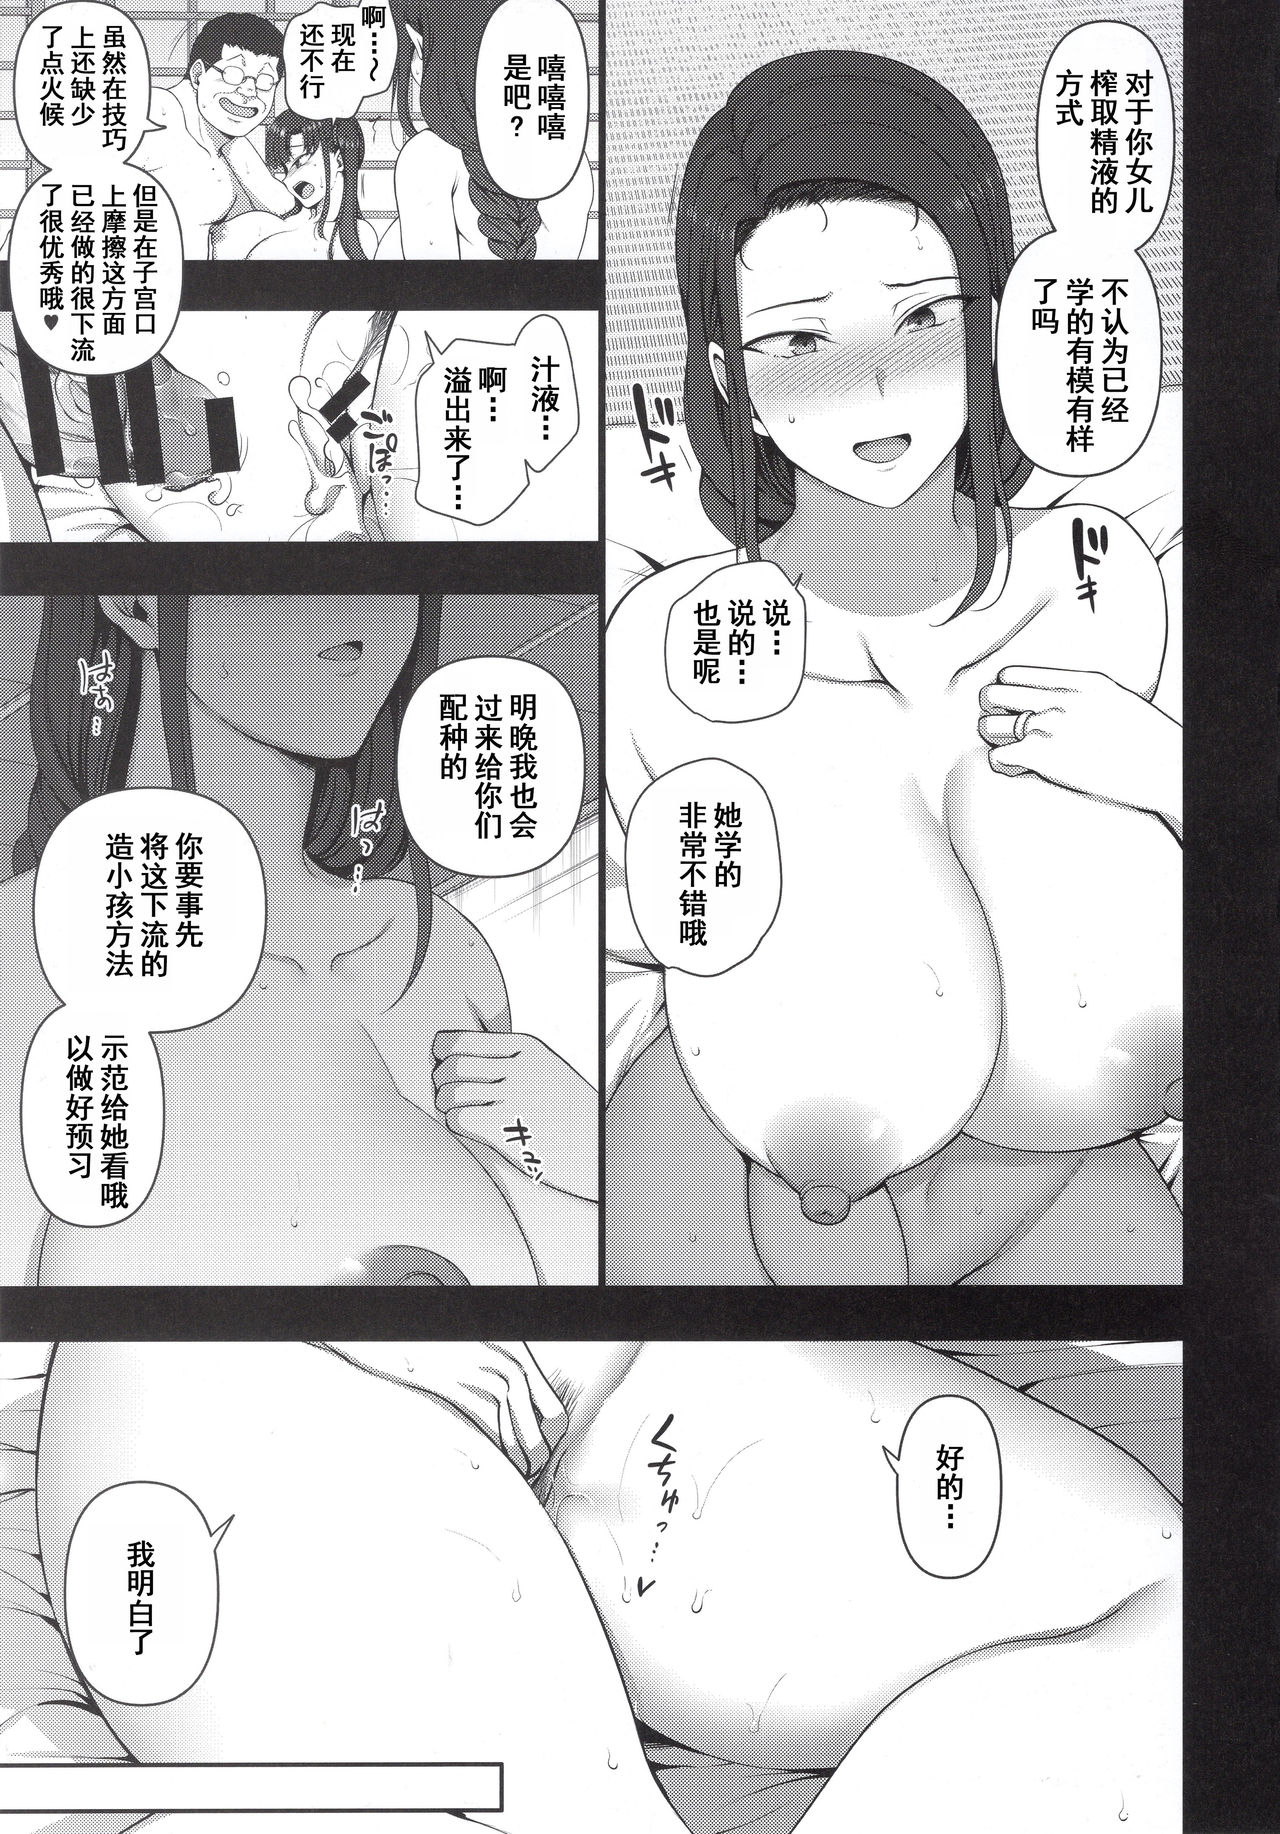 对于你女儿
榨取精液的
方式
不认为已经
学的有模有样
了吗
ドキ
ドキ
说…
说的…
也是呢
她学的
非常不错哦
嘻嘻嘻
是吧?
啊…~
现在
还不行
虽然在技巧
上还缺少
了点火候
但是在子宫口
上摩擦这方面
已经做的很下流
了很优秀哦♥
汁液…
啊…
溢出来了…
ごぽっ…
明晚我也会
过来给你们
配种的
はぁ…
はっ…
你要事先
将这下流的
造小孩方法
示范给她看哦
以做好预习
キュッ
好的…
くちゅっ…♡
我明白了